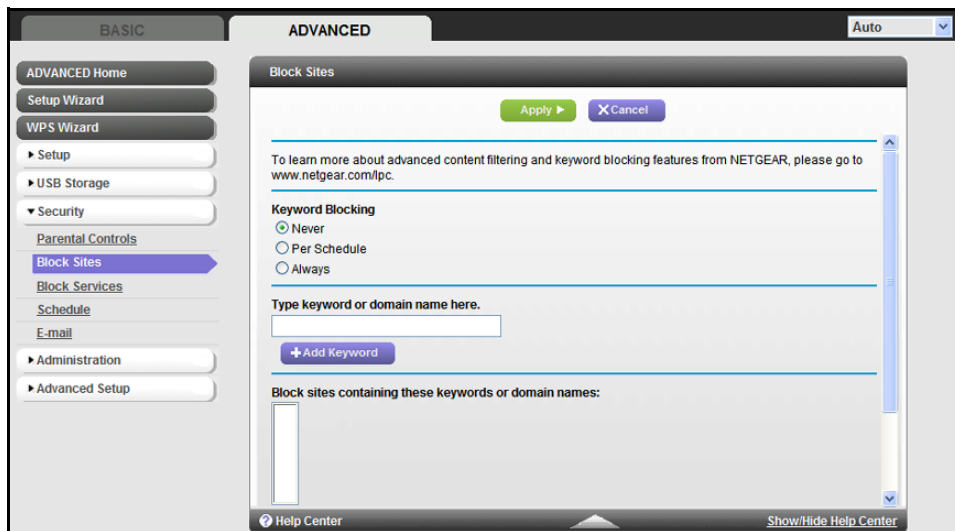 BASIC
ADVANCED
Auto
ADVANCED Home
Setup Wizard
WPS Wizard
Setup
USB Storage
Security
Parental Controls
Block Sites
Block Services
Schedule
E-mail
Administration
Advanced Setup
Block Sites
Apply
Cancel
To learn more about advanced content filtering and keyword blocking features from NETGEAR, please go to
www.netgear.com/lpc.
Keyword Blocking
Never
Per Schedule
Always
Type keyword or domain name here.
Add Keyword
Block sites containing these keywords or domain names:
Help Center
Show/Hide Help Center